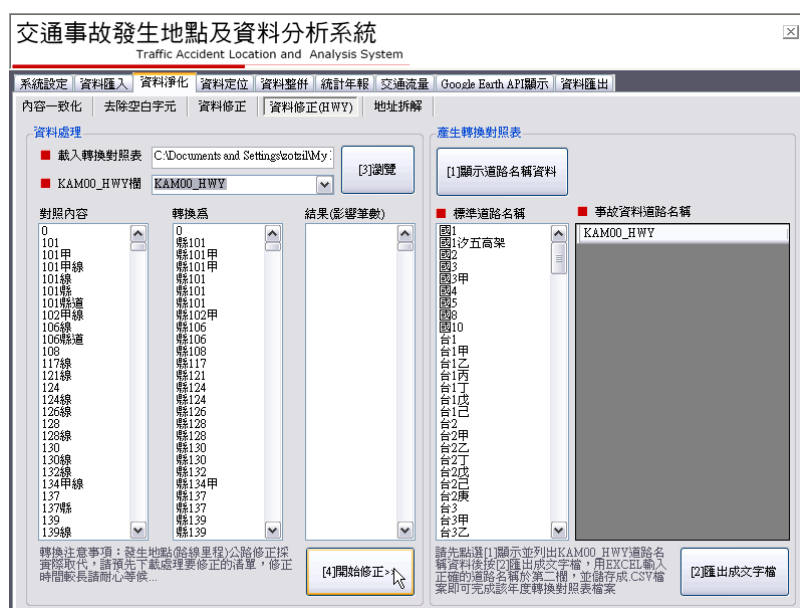 交通事故發生地點及資料分析系統
Traffic Accident Location and Analysis System
系統設定 資料匯入 資料淨化 資料定位 資料整併 統計年報 交通流量 Google Earth API顯示 資料匯出
內容一致化 去除空白字元 資料修正 資料修正(HWY) 地址拆解
資料處理
載入轉換對照表 C:\Documents and Settings\zotzil\My
[3]瀏覽
KAM00_HWY欄 KAM00_HWY
對照內容
0
101
101甲
101甲線
101線
101縣
101縣道
102甲線
106線
106縣道
108
117線
121線
124
124線
126線
128
128線
130
130線
132線
134甲線
137
137縣
139
139線
轉換為
0
縣101
縣101甲
縣101甲
縣101
縣101
縣101
縣102甲
縣106
縣106
縣108
縣117
縣121
縣124
縣124
縣126
縣128
縣128
縣130
縣130
縣132
縣134甲
縣137
縣137
縣139
縣139
結果(影響筆數)
轉換注意事項：發生地點(路線里程)公路修正採
實際取代，請預先下載處理要修正的清單，修正
時間較長請耐心等候...
[4]開始修正>>
產生轉換對照表
[1]顯示道路名稱資料
標準道路名稱
國1
國1汐五高架
國2
國3
國3甲
國4
國5
國8
國10
台1
台1甲
台1乙
台1丙
台1丁
台1戊
台1己
台2
台2甲
台2乙
台2丁
台2戊
台2己
台2庚
台3
台3甲
台3乙
事故資料道路名稱
KAM00_HWY
請先點選[1]顯示並列出KAM00_HWY道路名
稱資料後按[2]匯出成文字檔，用EXCEL輸入
正確的道路名稱於第二欄，並儲存成.CSV檔
案即可完成該年度轉換對照表檔案
[2]匯出成文字檔